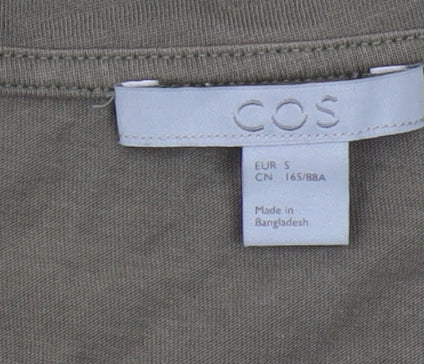 COS
EUR S
CN 165/88A
Made in
Bangladesh